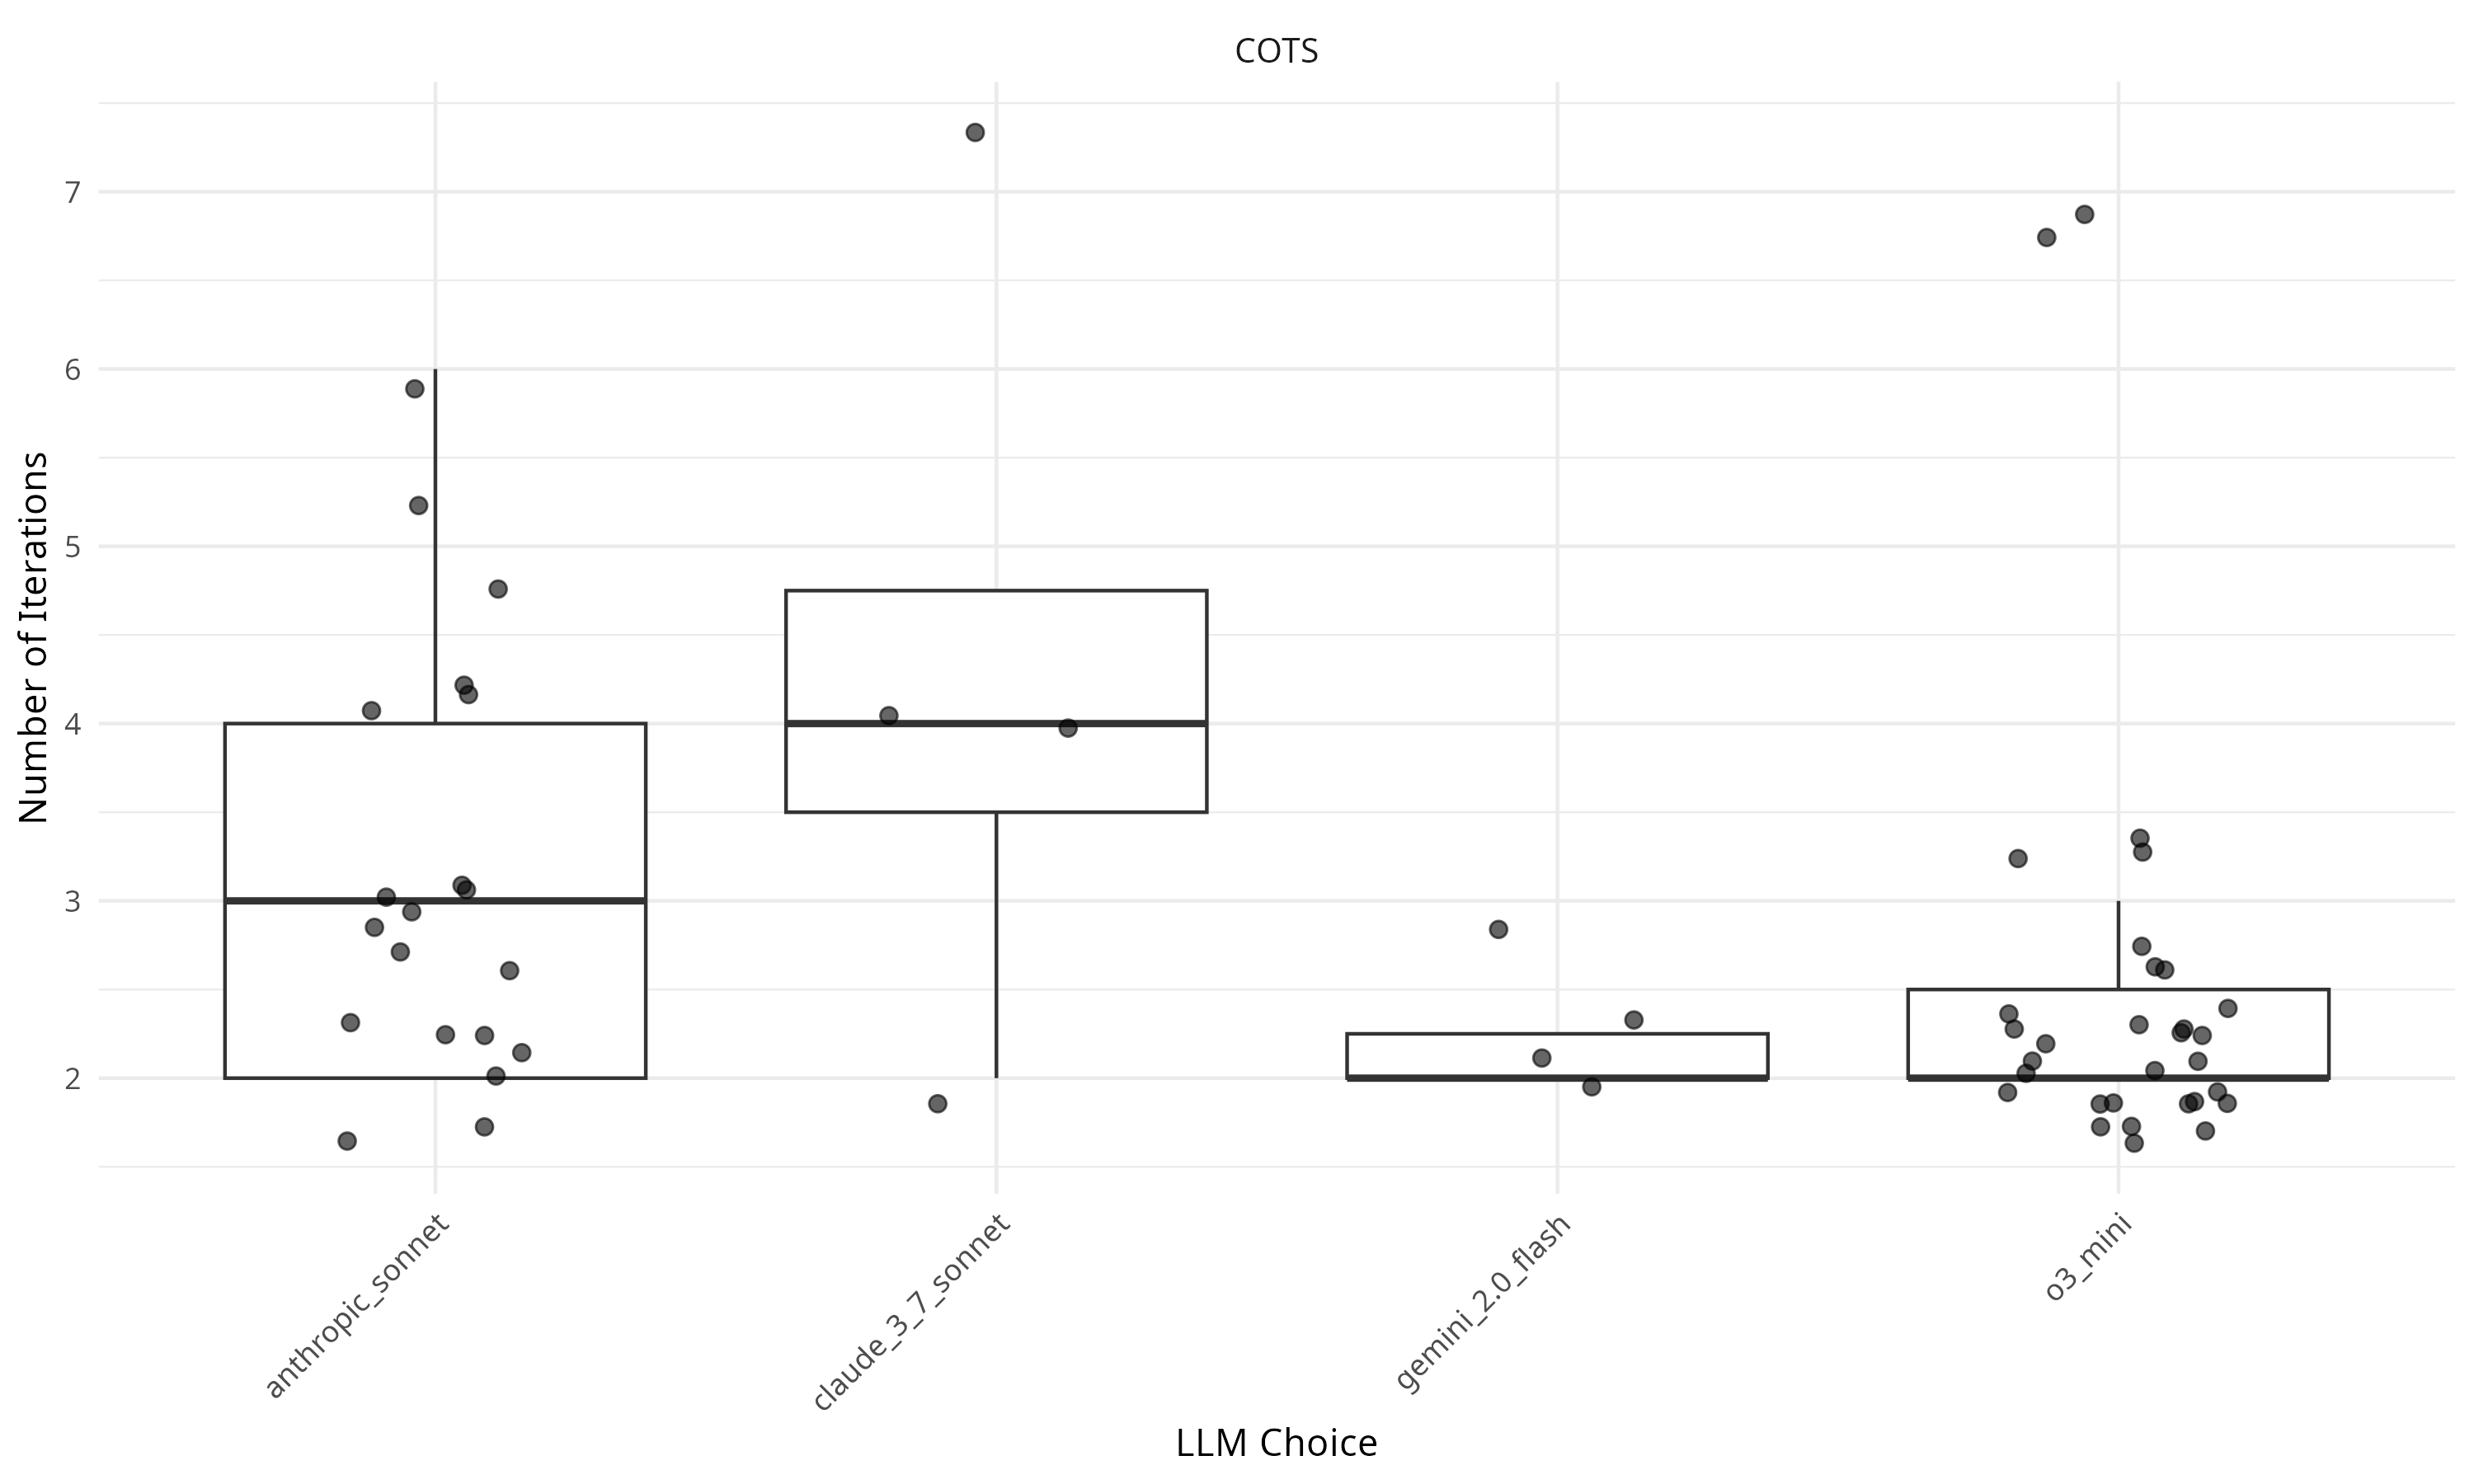 COTS
Number of Iterations
7
6
5
4
3
2
anthropic_sonnet
claude_3_7_sonnet
gemini_2.0_flash
o3_mini
LLM Choice